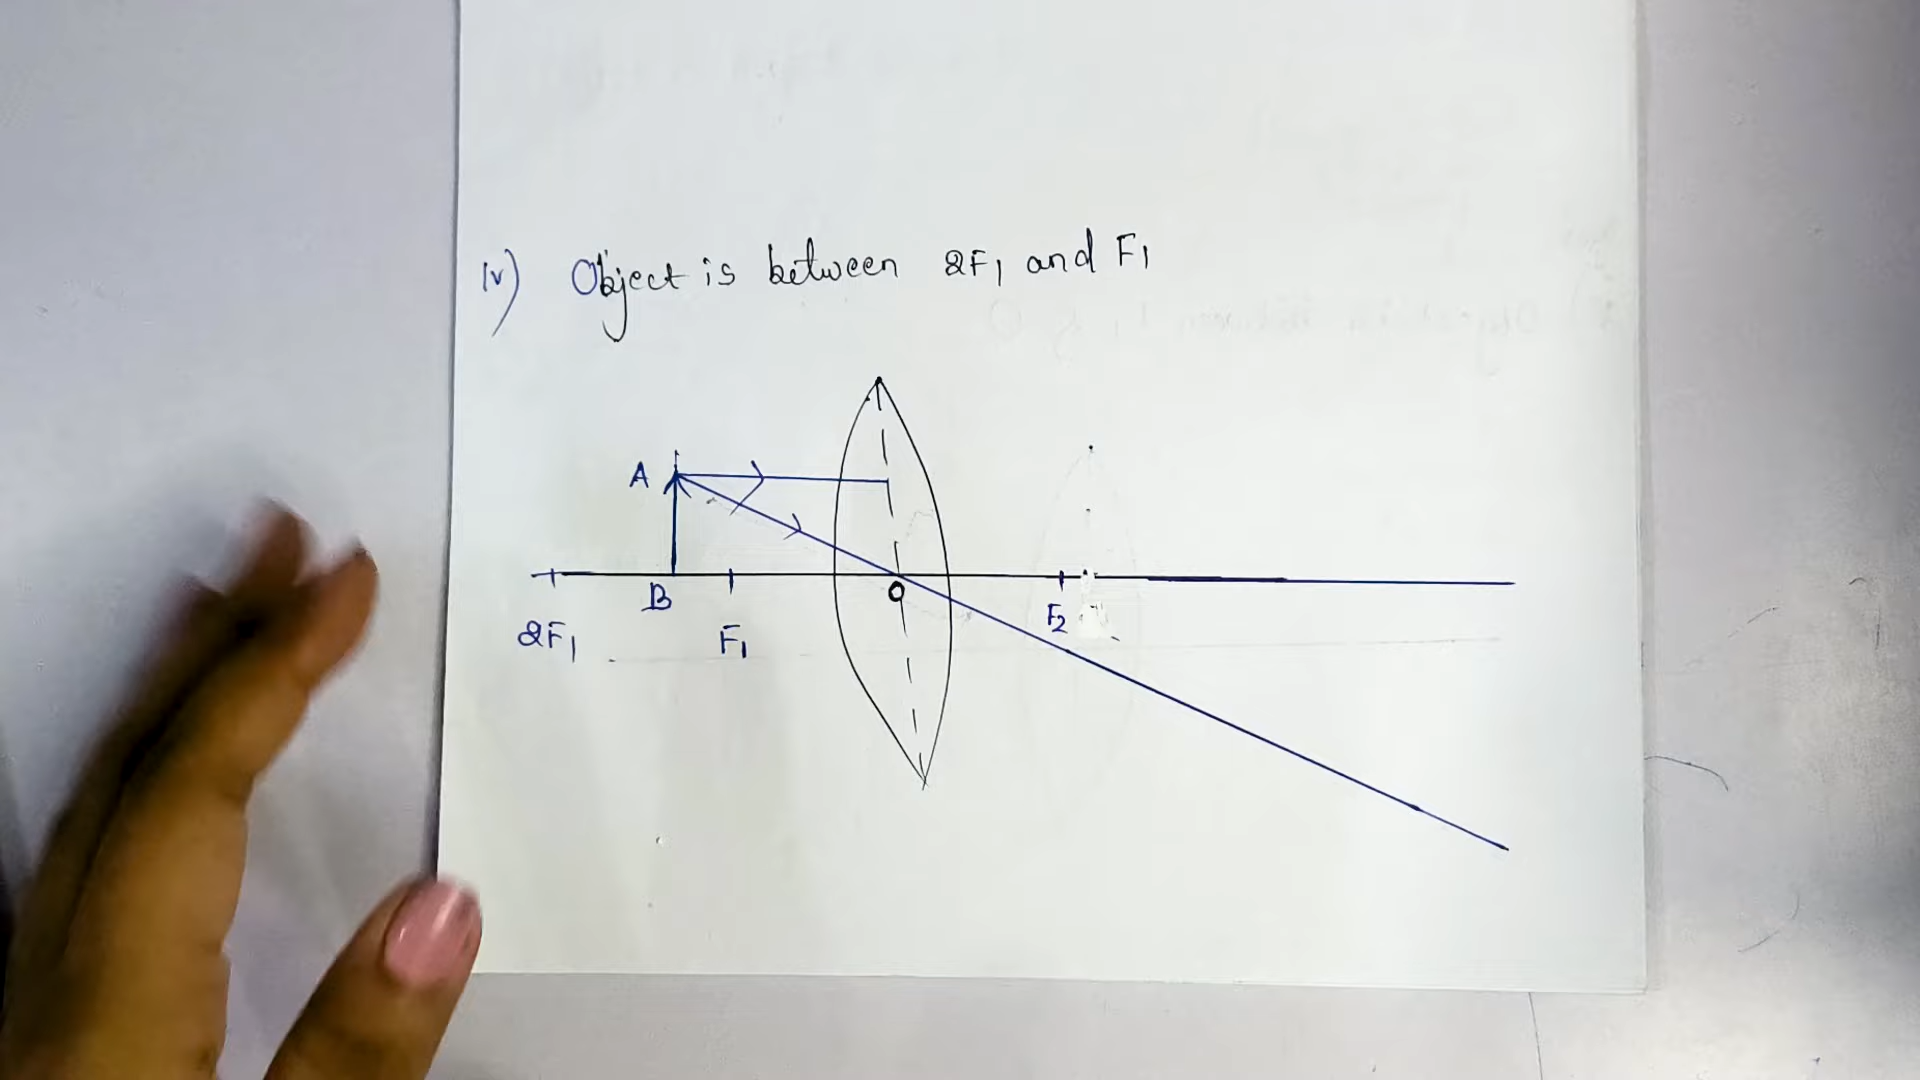 iv) Object is between 2F1 and F1
A
B
O
F2
2F1
F1